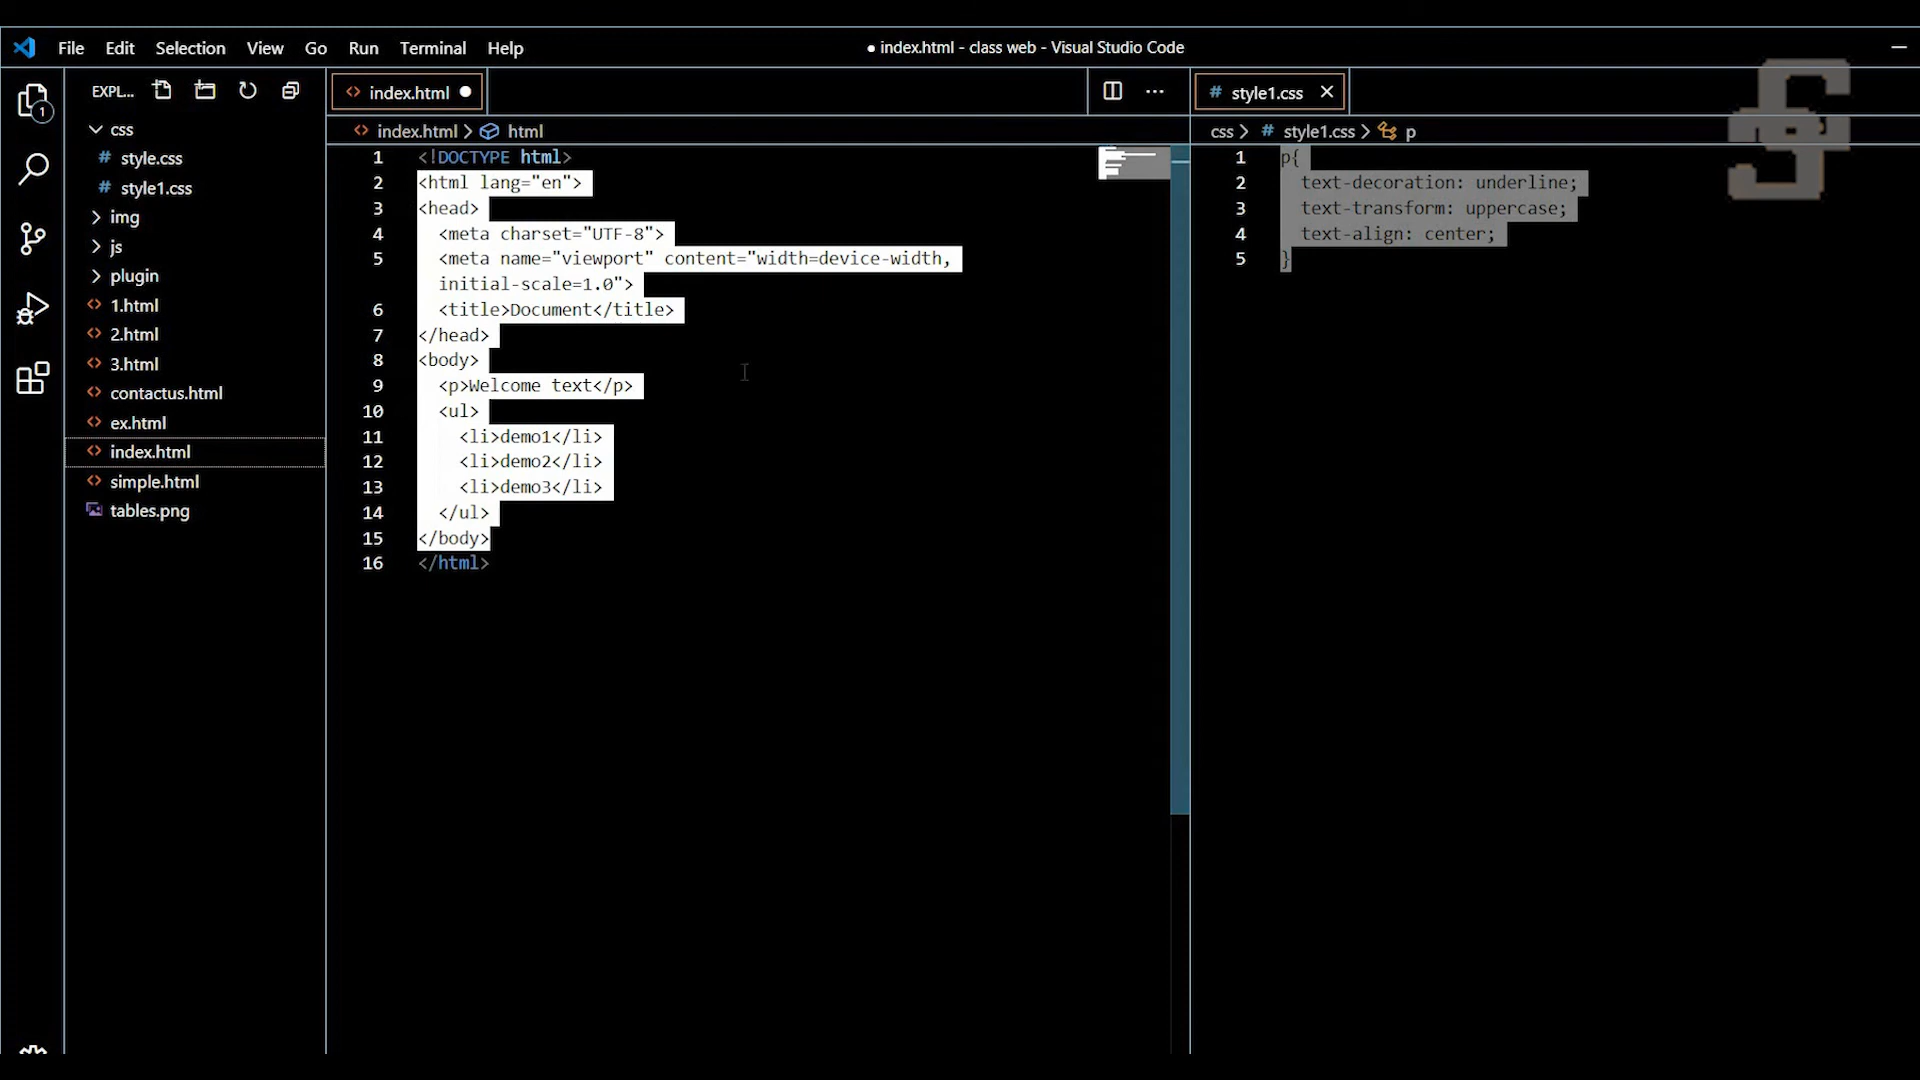 File Edit Selection View Go Run Terminal Help
● index.html - class web - Visual Studio Code
1
EXPL...
css
# style.css
# style1.css
img
js
plugin
<> 1.html
<> 2.html
<> 3.html
<> contactus.html
<> ex.html
<> index.html
<> simple.html
tables.png
<> index.html ●
<> index.html > html
1 <!DOCTYPE html>
2 <html lang="en">
3 <head>
4 <meta charset="UTF-8">
5 <meta name="viewport" content="width=device-width,
initial-scale=1.0">
6 <title>Document</title>
7 </head>
8 <body>
9 <p>Welcome text</p>
10 <ul>
11 <li>demo1</li>
12 <li>demo2</li>
13 <li>demo3</li>
14 </ul>
15 </body>
16 </html>
# style1.css
css > # style1.css > p
1 p{
2 text-decoration: underline;
3 text-transform: uppercase;
4 text-align: center;
5 }